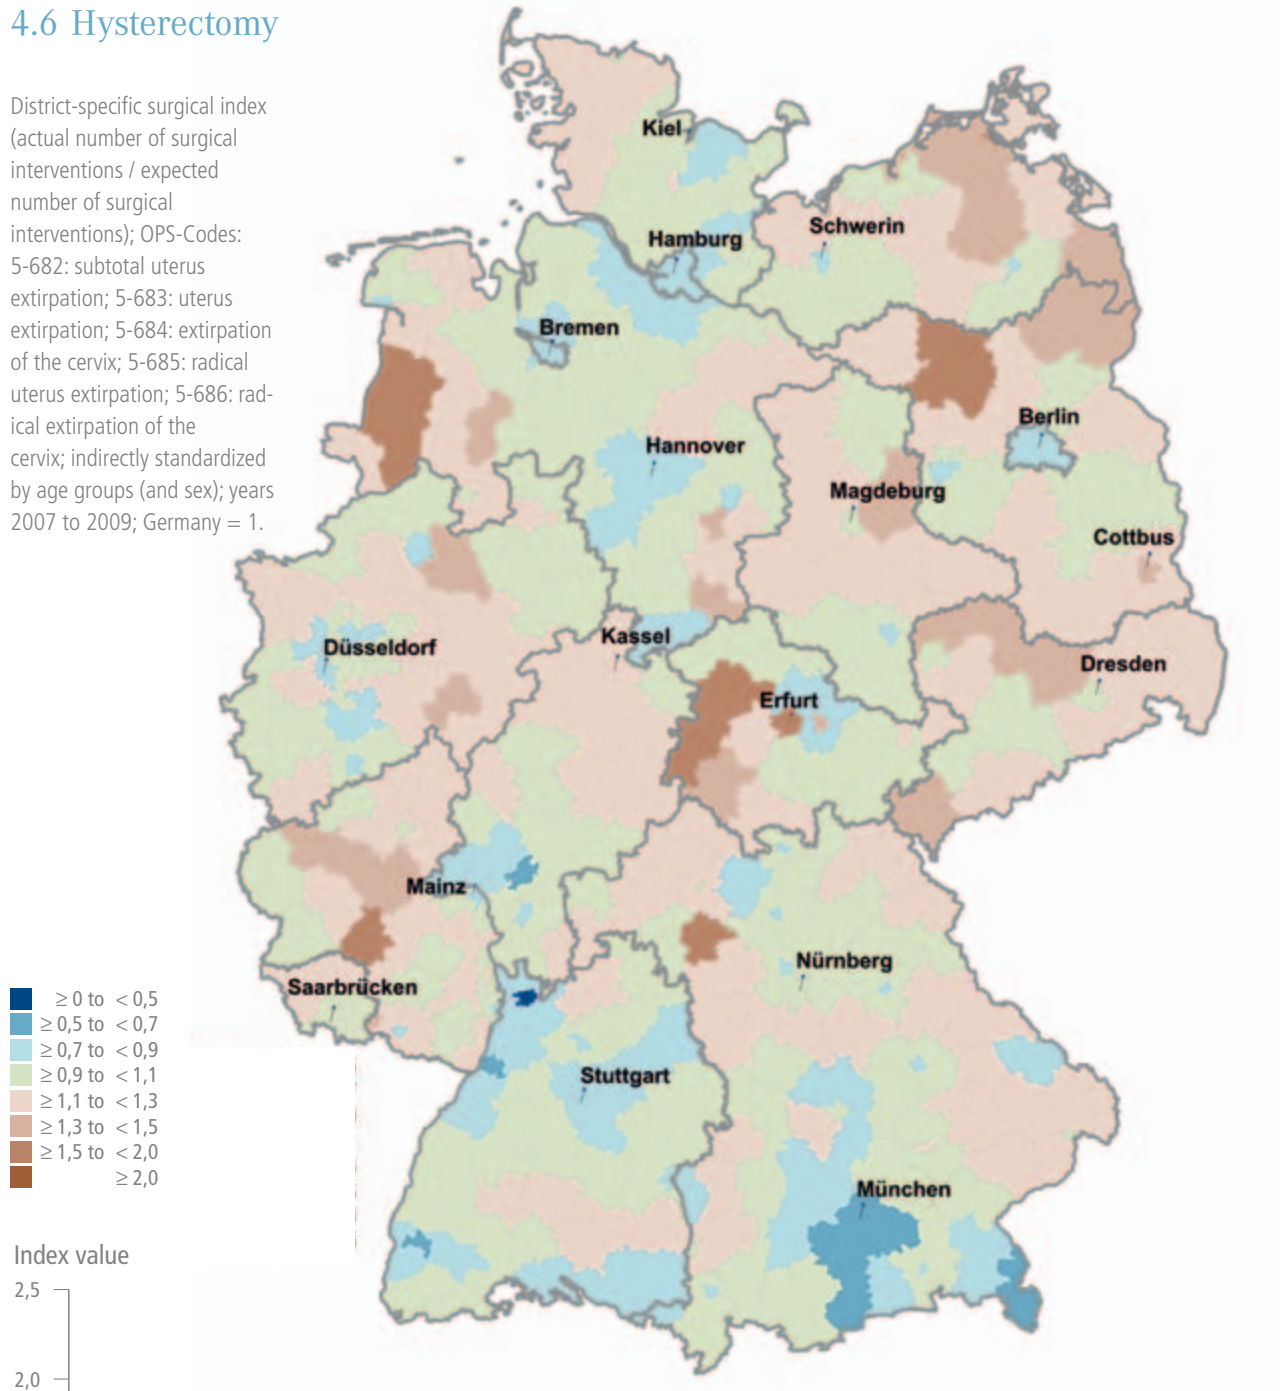 4.6 Hysterectomy
District-specific surgical index
(actual number of surgical
interventions / expected
number of surgical
interventions); OPS-Codes:
5-682: subtotal uterus
extirpation; 5-683: uterus
extirpation; 5-684: extirpation
of the cervix; 5-685: radical
uterus extirpation; 5-686: rad-
ical extirpation of the
cervix; indirectly standardized
by age groups (and sex); years
2007 to 2009; Germany = 1.
Kiel
Schwerin
Hamburg
Bremen
Berlin
Hannover
Magdeburg
Cottbus
Kassel
Düsseldorf
Dresden
Erfurt
Mainz
Nürnberg
Saarbrücken
Stuttgart
München
≥ 0 to < 0,5
≥ 0,5 to < 0,7
≥ 0,7 to < 0,9
≥ 0,9 to < 1,1
≥ 1,1 to < 1,3
≥ 1,3 to < 1,5
≥ 1,5 to < 2,0
≥ 2,0
Index value
2,5
2,0